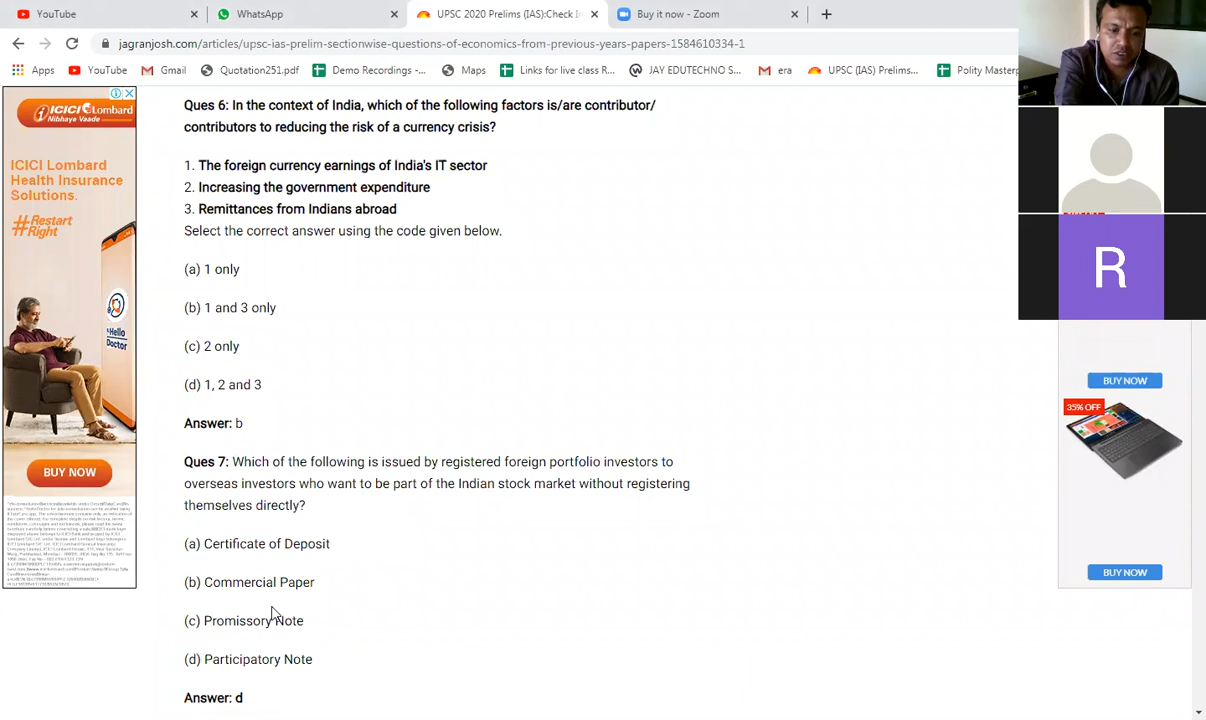 YouTube
WhatsApp
UPSC 2020 Prelims (IAS):Check In
Buy it now - Zoom
jagranjosh.com/articles/upsc-ias-prelim-sectionwise-questions-of-economics-from-previous-years-papers-1584610334-1
Apps
YouTube
Gmail
Quotation251.pdf
Demo Recordings -...
Maps
Links for live class R...
JAY EDUTECHNO S...
era
UPSC (IAS) Prelims...
Polity Masterp
ICICI Lombard
Nibhaye Vaade
ICICI Lombard
Health Insurance
Solutions.
#Restart
Right
Hello
Doctor
BUY NOW
Ques 6: In the context of India, which of the following factors is/are contributor/
contributors to reducing the risk of a currency crisis?
1. The foreign currency earnings of India's IT sector
2. Increasing the government expenditure
3. Remittances from Indians abroad
Select the correct answer using the code given below.
(a) 1 only
(b) 1 and 3 only
(c) 2 only
(d) 1, 2 and 3
Answer: b
Ques 7: Which of the following is issued by registered foreign portfolio investors to
overseas investors who want to be part of the Indian stock market without registering
themselves directly?
(a) Certificate of Deposit
(b) Commercial Paper
(c) Promissory Note
(d) Participatory Note
Answer: d
R
BUY NOW
35% OFF
BUY NOW